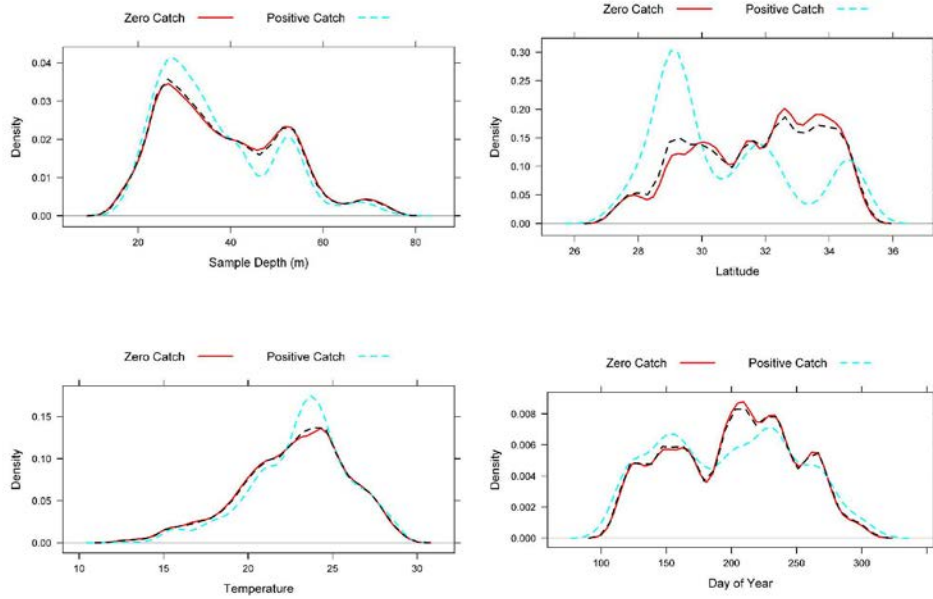 Zero Catch Positive Catch
0.04
0.03
0.02
0.01
0.00
Density
20 40 60 80
Sample Depth (m)
Zero Catch Positive Catch
0.30
0.25
0.20
0.15
0.10
0.05
0.00
Density
26 28 30 32 34 36
Latitude
Zero Catch Positive Catch
0.15
0.10
0.05
0.00
Density
10 15 20 25 30
Temperature
Zero Catch Positive Catch
0.008
0.006
0.004
0.002
0.000
Density
100 150 200 250 300
Day of Year